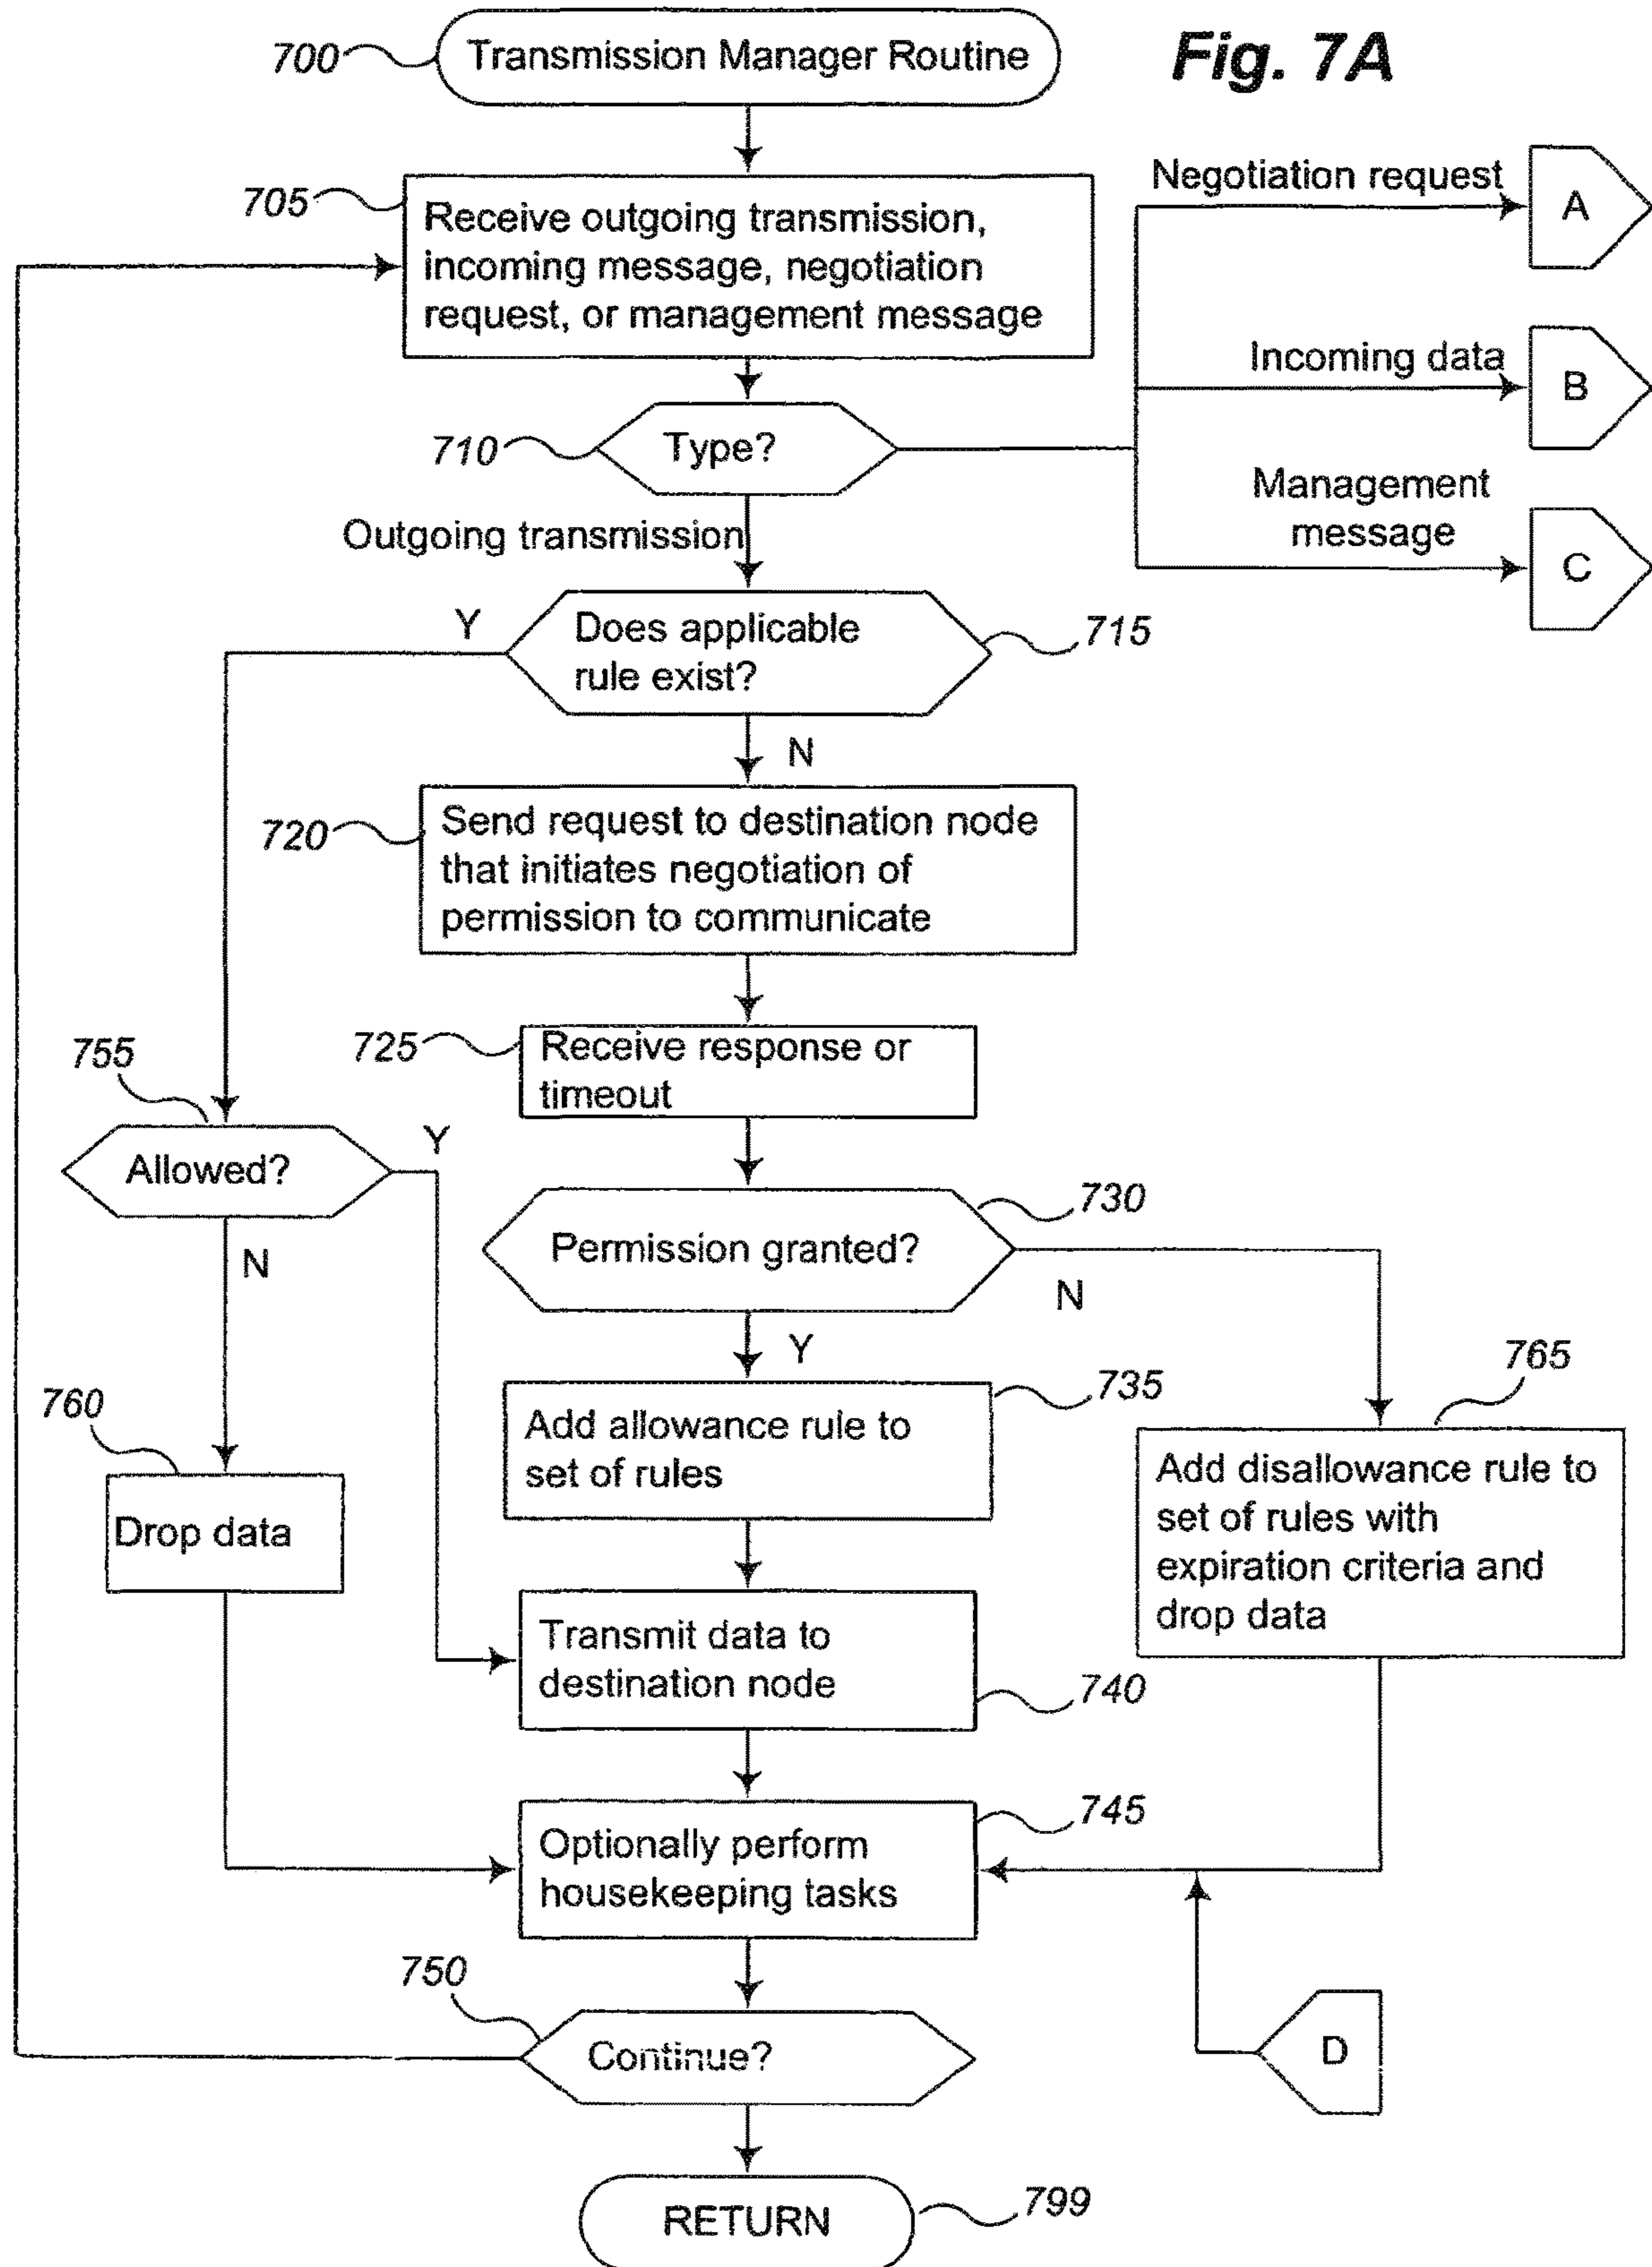 700
Transmission Manager Routine
Fig. 7A
705
Receive outgoing transmission,
incoming message, negotiation
request, or management message
Negotiation request
A
Incoming data
B
Management
message
C
710
Type?
Outgoing transmission
Y
Does applicable
rule exist?
715
N
720
Send request to destination node
that initiates negotiation of
permission to communicate
725
Receive response or
timeout
755
Allowed?
Y
N
730
Permission granted?
N
Y
735
Add allowance rule to
set of rules
765
Add disallowance rule to
set of rules with
expiration criteria and
drop data
760
Drop data
Transmit data to
destination node
740
745
Optionally perform
housekeeping tasks
750
Continue?
D
RETURN
799